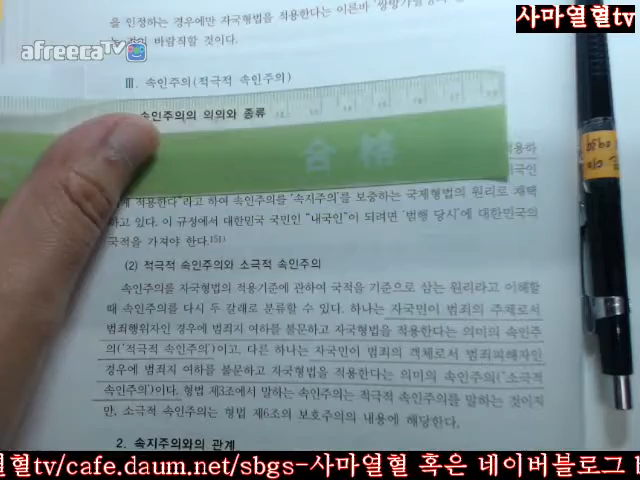 사마열혈tv
을 인정하는 경우에만 자국형법을 적용한다는 이른바
것이 바람직할 것이다.
afreecaTV
Ⅲ. 속인주의(적극적 속인주의)
속인주의의 의의와 종류
合格
적용하
국인
게 적용한다"라고 하여 속인주의를 '속지주의'를 보충하는 국제형법의 원리로 채택
하고 있다. 이 규정에서 대한민국 국민인 "내국인"이 되려면 '범행 당시'에 대한민국의
국적을 가져야 한다.151)
(2) 적극적 속인주의와 소극적 속인주의
속인주의를 자국형법의 적용기준에 관하여 국적을 기준으로 삼는 원리라고 이해할
때 속인주의를 다시 두 갈래로 분류할 수 있다. 하나는 자국민이 범죄의 주체로서
범죄행위자인 경우에 범죄지 여하를 불문하고 자국형법을 적용한다는 의미의 속인주
의('적극적 속인주의')이고, 다른 하나는 자국민이 범죄의 객체로서 범죄피해자인
경우에 범죄지 여하를 불문하고 자국형법을 적용한다는 의미의 속인주의('소극적
속인주의')이다. 형법 제3조에서 말하는 속인주의는 적극적 속인주의를 말하는 것이지
만, 소극적 속인주의는 형법 제6조의 보호주의의 내용에 해당한다.
2. 속지주의와의 관계
열혈tv/cafe.daum.net/sbgs-사마열혈 혹은 네이버블로그